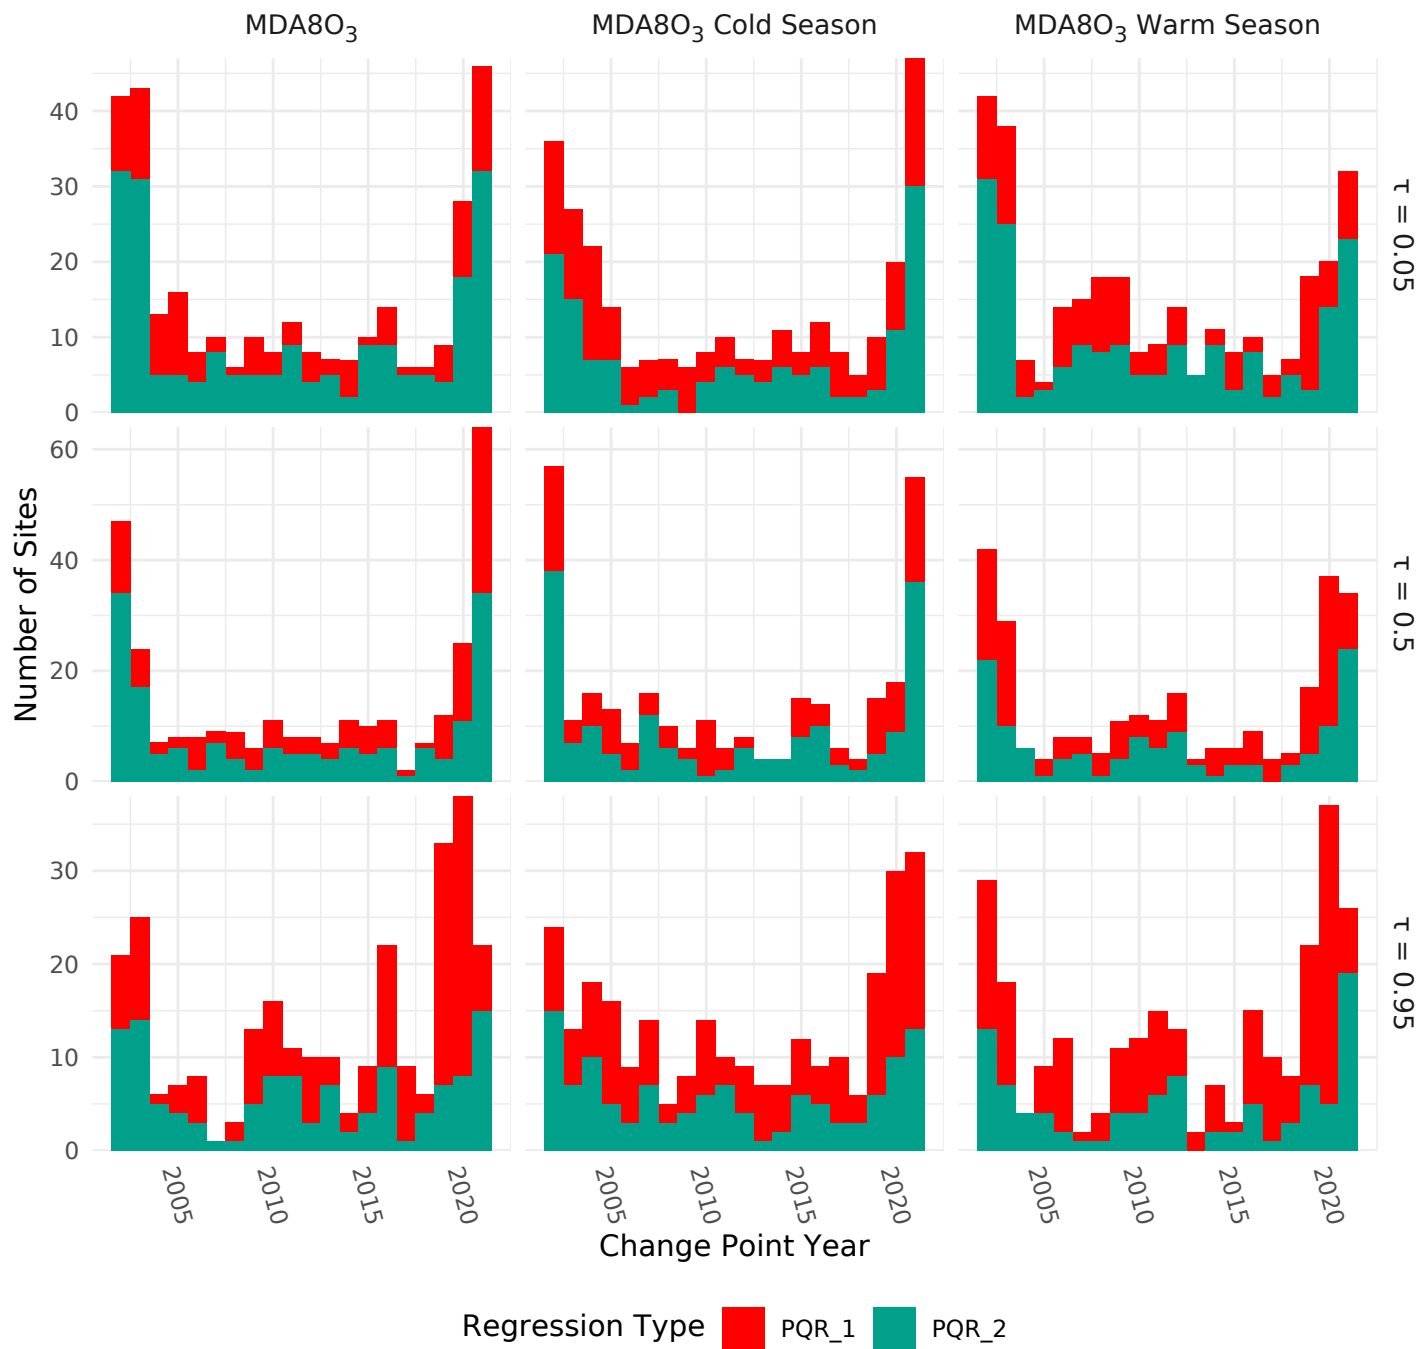 MDA8O₃ MDA8O₃ Cold Season MDA8O₃ Warm Season
40
30
20
10
0
τ = 0.05
60
40
20
0
τ = 0.5
30
20
10
0
τ = 0.95
Number of Sites
2005 2010 2015 2020 2005 2010 2015 2020 2005 2010 2015 2020
Change Point Year
Regression Type PQR_1 PQR_2